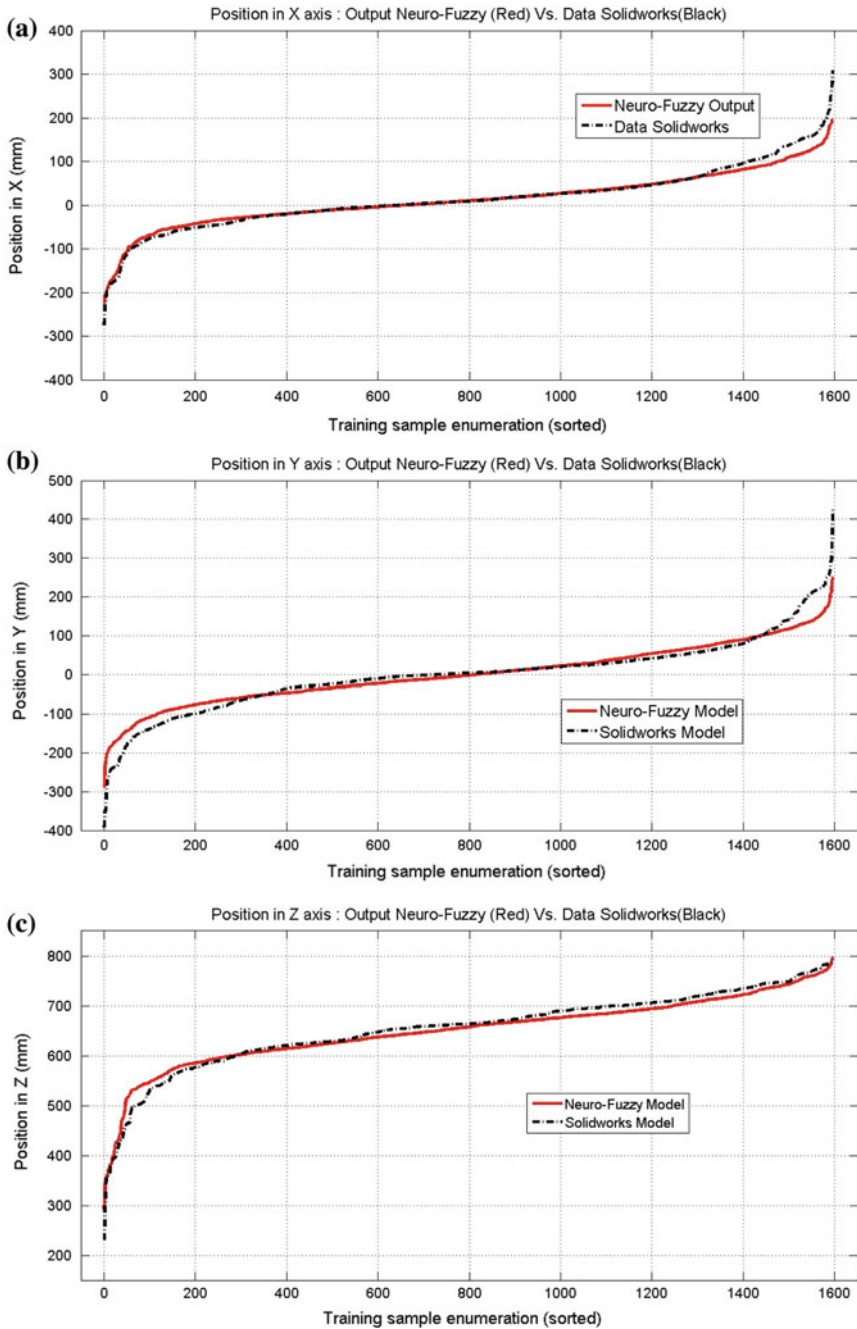 (a)
Position in X axis : Output Neuro-Fuzzy (Red) Vs. Data Solidworks(Black)
400
300
200
100
0
-100
-200
-300
-400
Position in X (mm)
Neuro-Fuzzy Output
Data Solidworks
0 200 400 600 800 1000 1200 1400 1600
Training sample enumeration (sorted)
(b)
Position in Y axis : Output Neuro-Fuzzy (Red) Vs. Data Solidworks(Black)
500
400
300
200
100
0
-100
-200
-300
-400
Position in Y (mm)
Neuro-Fuzzy Model
Solidworks Model
0 200 400 600 800 1000 1200 1400 1600
Training sample enumeration (sorted)
(c)
Position in Z axis : Output Neuro-Fuzzy (Red) Vs. Data Solidworks(Black)
800
700
600
500
400
300
200
Position in Z (mm)
Neuro-Fuzzy Model
Solidworks Model
0 200 400 600 800 1000 1200 1400 1600
Training sample enumeration (sorted)